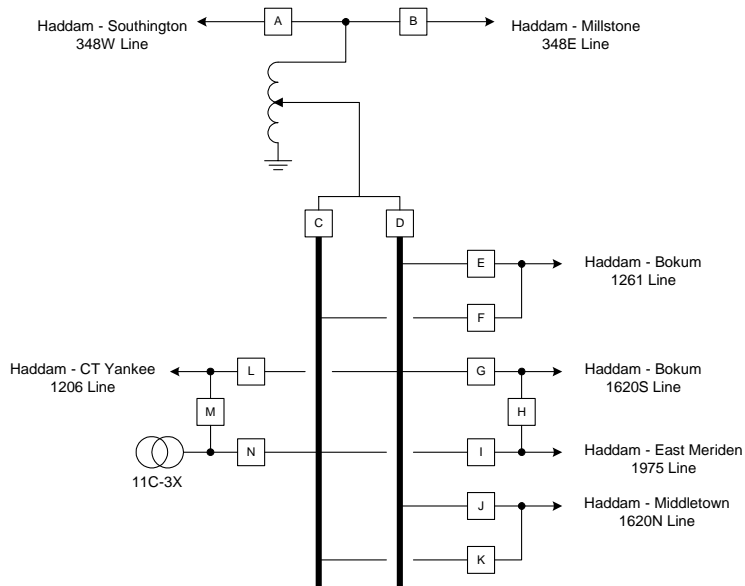 Haddam - Southington
348W Line
A
B
Haddam - Millstone
348E Line
C
D
E
Haddam - Bokum
1261 Line
F
Haddam - CT Yankee
1206 Line
L
G
Haddam - Bokum
1620S Line
M
H
N
I
Haddam - East Meriden
1975 Line
11C-3X
J
Haddam - Middletown
1620N Line
K